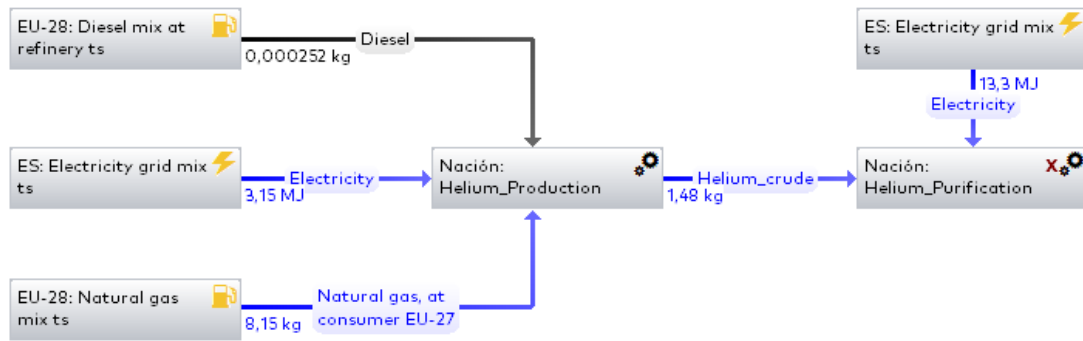 EU-28: Diesel mix at
refinery ts
Diesel
0,000252 kg
ES: Electricity grid mix
ts
13,3 MJ
Electricity
ES: Electricity grid mix
ts
Electricity
3,15 MJ
Nación:
Helium_Production
Helium_crude
1,48 kg
Nación:
Helium_Purification
X
EU-28: Natural gas
mix ts
Natural gas, at
consumer EU-27
8,15 kg